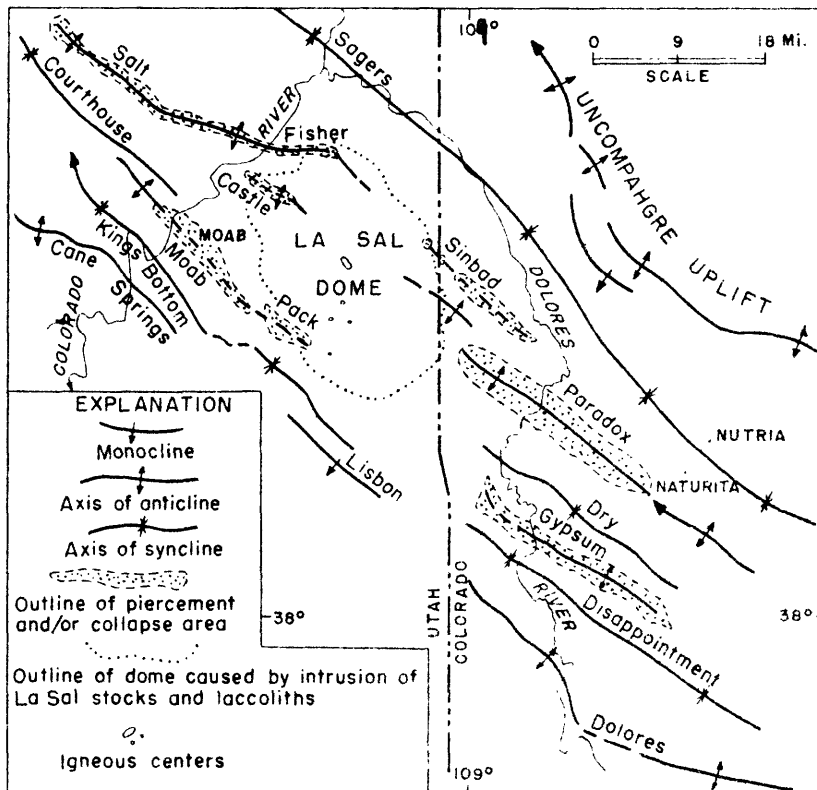 109°
0 9 18 Mi.
SCALE
Salt
Sagers
Courthouse
RIVER
Fisher
UNCOMPAHGRE
UPLIFT
Castle
MOAB
Moab
LA SAL
DOME
Sinbad
DOLORES
Kings Bottom
Cane
Springs
Pack
COLORADO
Paradox
NUTRIA
NATURITA
Lisbon
Dry
Gypsum
Disappointment
RIVER
UTAH
COLORADO
38°
38°
Dolores
109°
EXPLANATION
Monocline
Axis of anticline
Axis of syncline
Outline of piercement
and/or collapse area
Outline of dome caused by intrusion of
La Sal stocks and laccoliths
Igneous centers